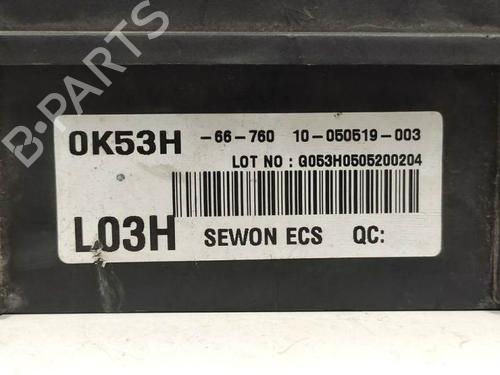 B-PARTS
0K53H -66-760 10-050519-003
LOT NO : G053H0505200204
L03H SEWON ECS QC: